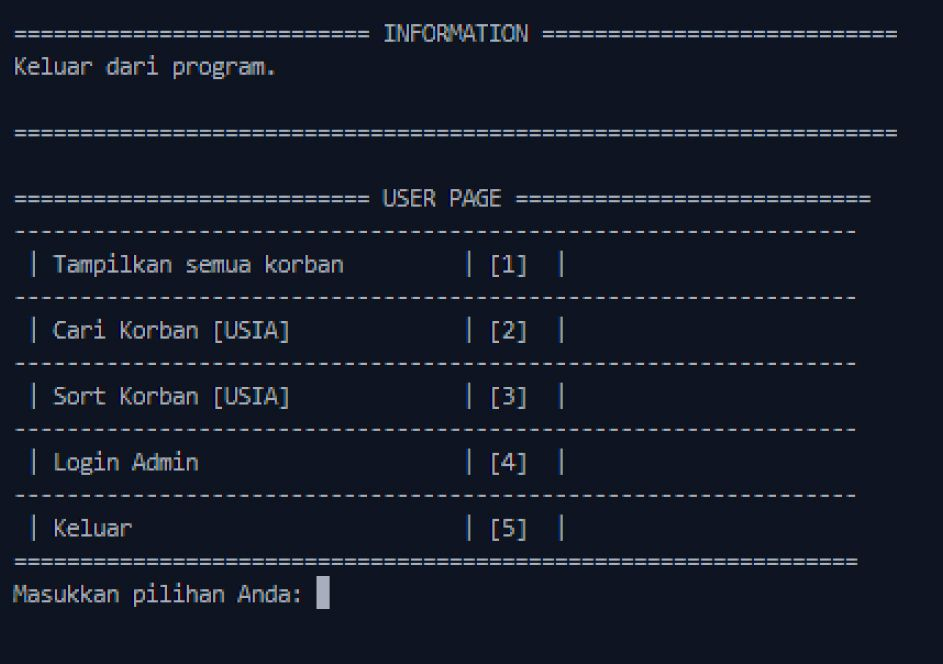 =========================== INFORMATION ===========================
Keluar dari program.
===================================================================
=========================== USER PAGE ===========================
----------------------------------------------------------------
| Tampilkan semua korban | [1] |
----------------------------------------------------------------
| Cari Korban [USIA] | [2] |
----------------------------------------------------------------
| Sort Korban [USIA] | [3] |
----------------------------------------------------------------
| Login Admin | [4] |
----------------------------------------------------------------
| Keluar | [5] |
================================================================
Masukkan pilihan Anda: